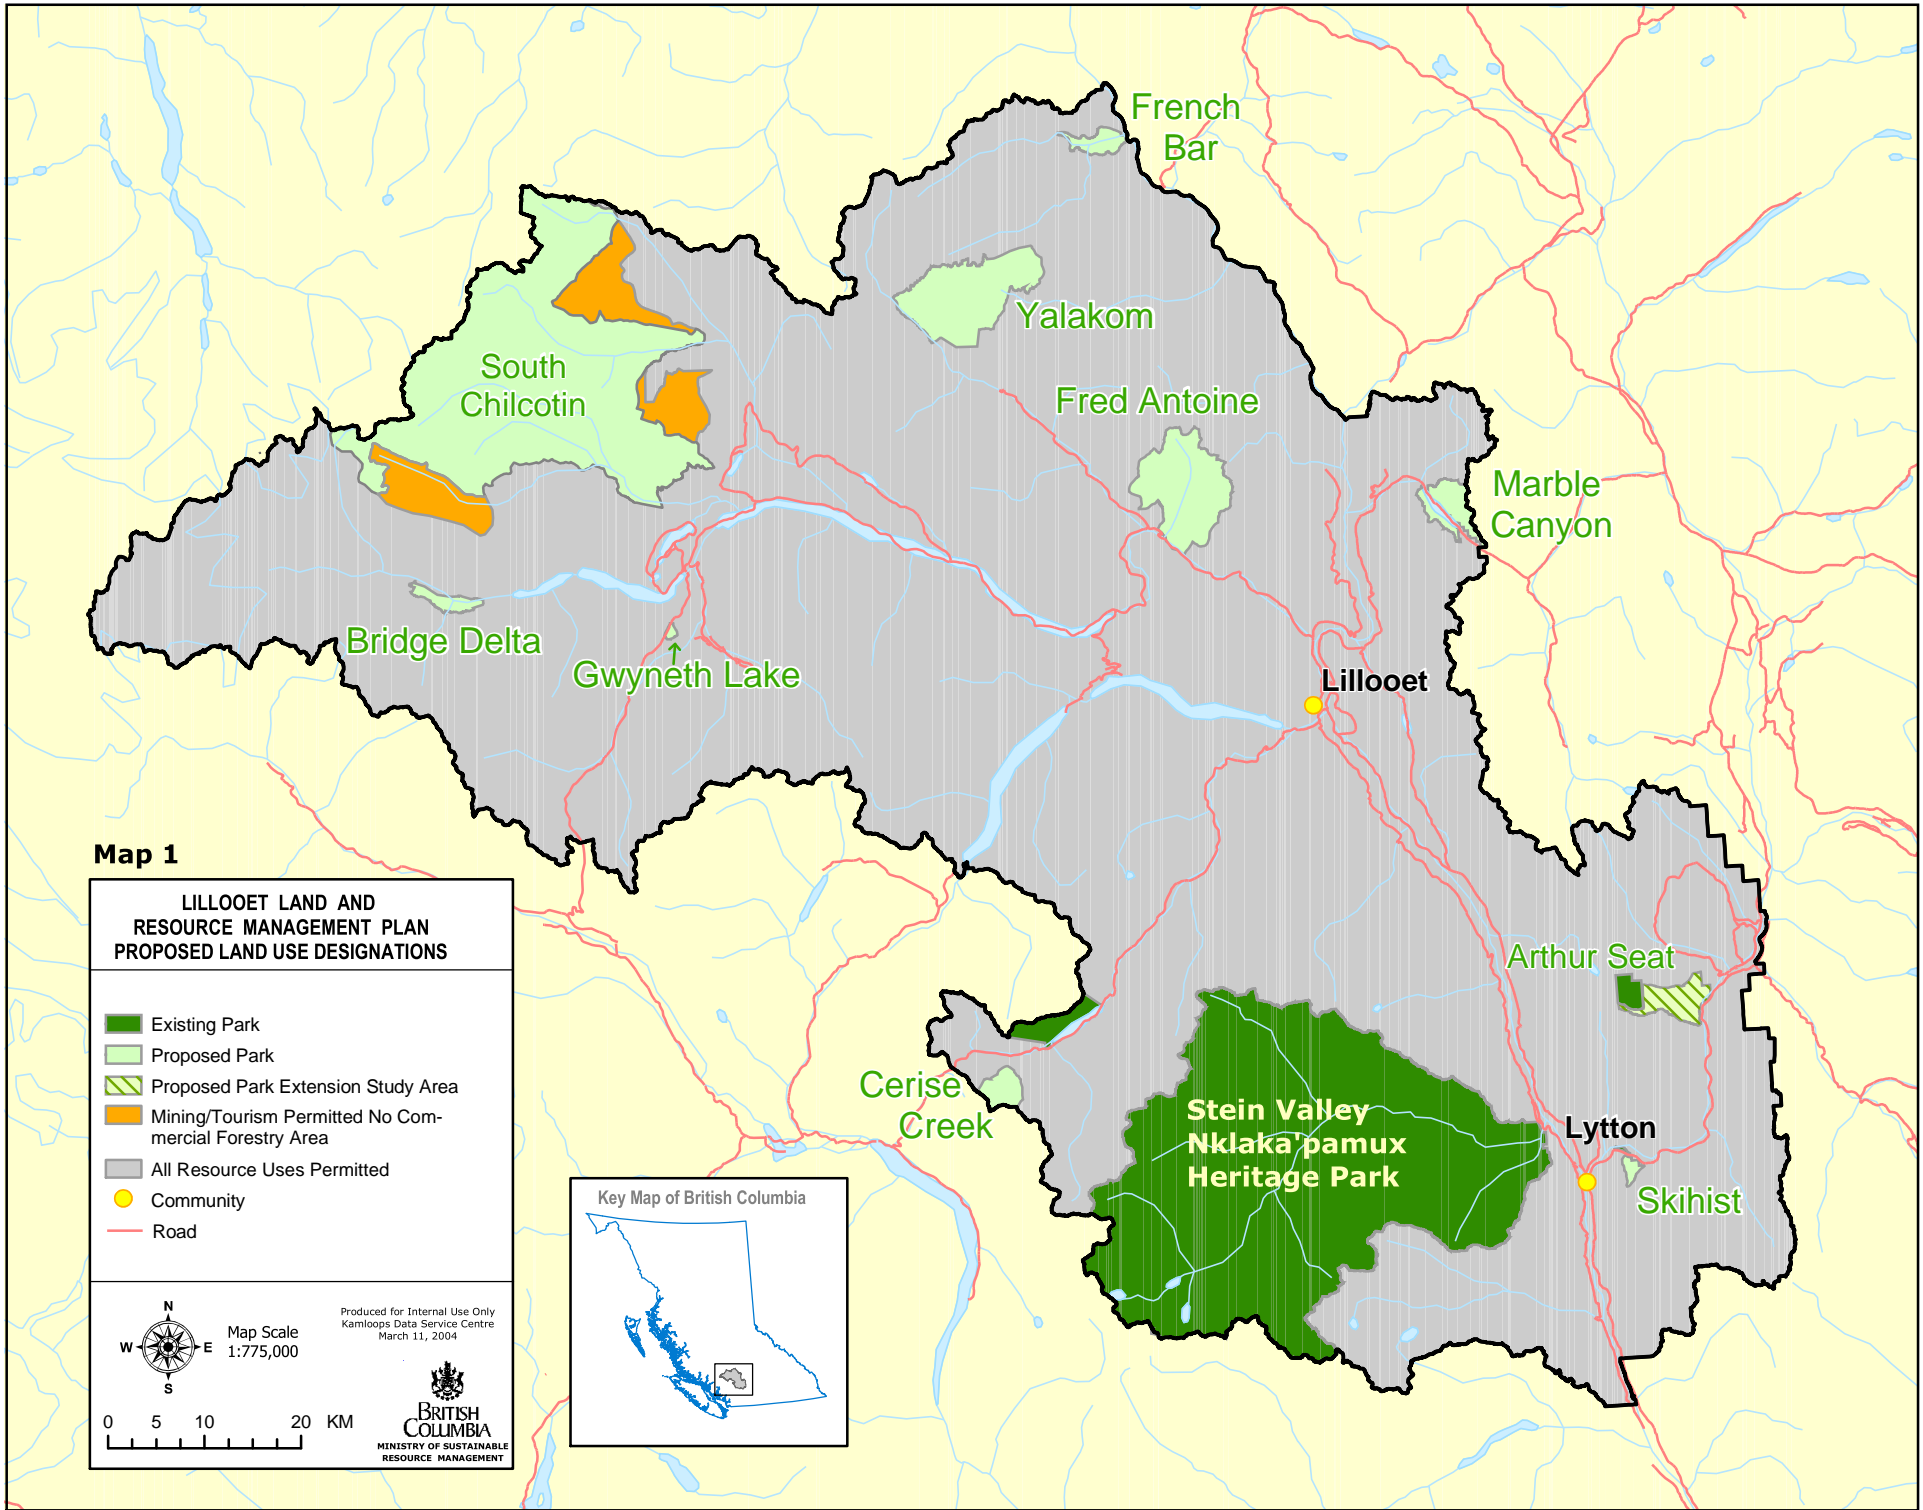 French
Bar
Yalakom
South
Chilcotin
Fred Antoine
Marble
Canyon
Bridge Delta
Gwyneth Lake
Lillooet
Arthur Seat
Cerise
Creek
Stein Valley
Nklaka'pamux
Heritage Park
Lytton
Skihist
Map 1
LILLOOET LAND AND
RESOURCE MANAGEMENT PLAN
PROPOSED LAND USE DESIGNATIONS
Existing Park
Proposed Park
Proposed Park Extension Study Area
Mining/Tourism Permitted No Com-
mercial Forestry Area
All Resource Uses Permitted
Community
Road
N
W E
S
Map Scale
1:775,000
Produced for Internal Use Only
Kamloops Data Service Centre
March 11, 2004
0 5 10 20 KM
BRITISH
COLUMBIA
MINISTRY OF SUSTAINABLE
RESOURCE MANAGEMENT
Key Map of British Columbia